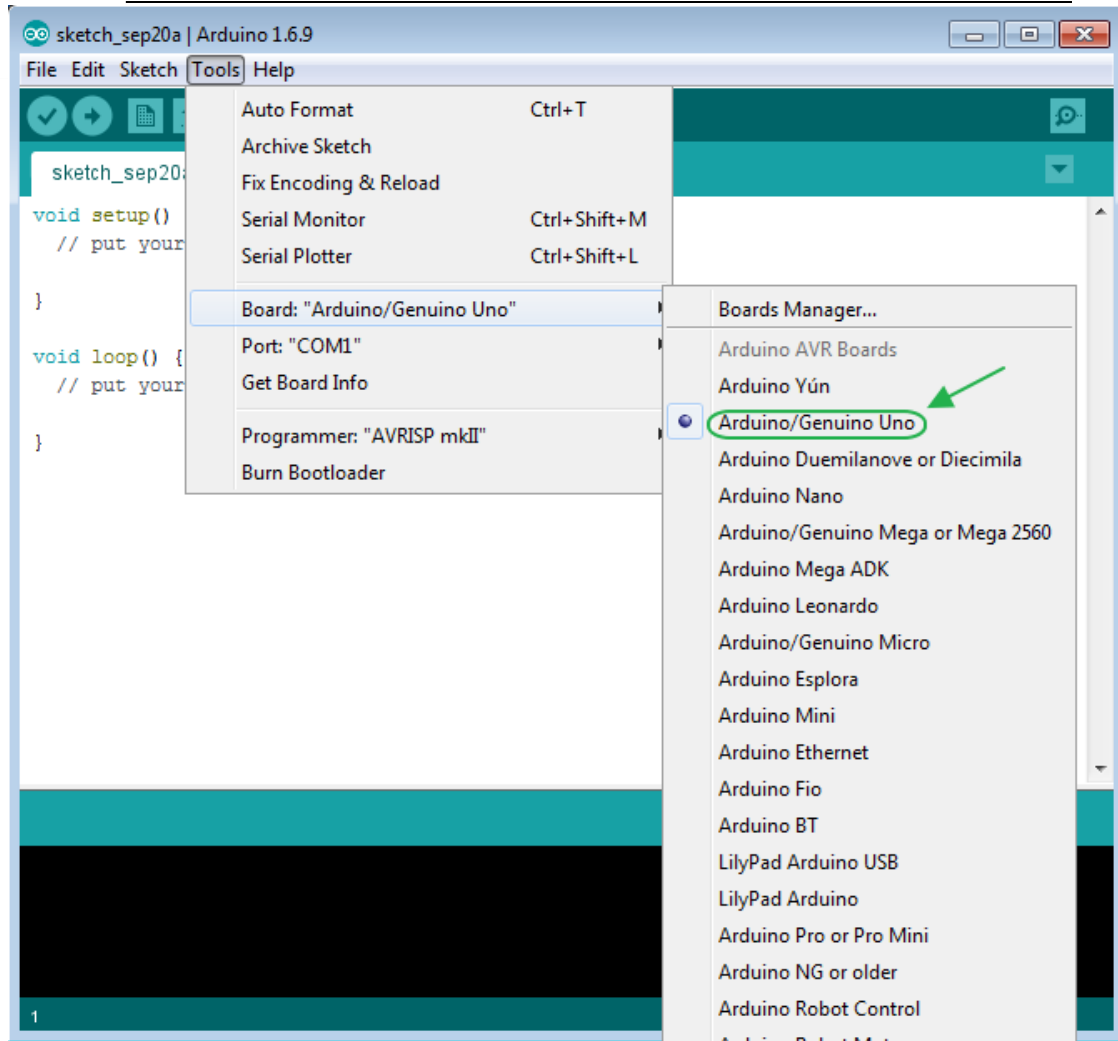 sketch_sep20a | Arduino 1.6.9
File Edit Sketch Tools Help
sketch_sep20
void setup()
// put your
}
void loop() {
// put your
}
Auto Format Ctrl+T
Archive Sketch
Fix Encoding & Reload
Serial Monitor Ctrl+Shift+M
Serial Plotter Ctrl+Shift+L
Board: "Arduino/Genuino Uno"
Port: "COM1"
Get Board Info
Programmer: "AVRISP mkII"
Burn Bootloader
Boards Manager...
Arduino AVR Boards
Arduino Yún
Arduino/Genuino Uno
Arduino Duemilanove or Diecimila
Arduino Nano
Arduino/Genuino Mega or Mega 2560
Arduino Mega ADK
Arduino Leonardo
Arduino/Genuino Micro
Arduino Esplora
Arduino Mini
Arduino Ethernet
Arduino Fio
Arduino BT
LilyPad Arduino USB
LilyPad Arduino
Arduino Pro or Pro Mini
Arduino NG or older
Arduino Robot Control
1